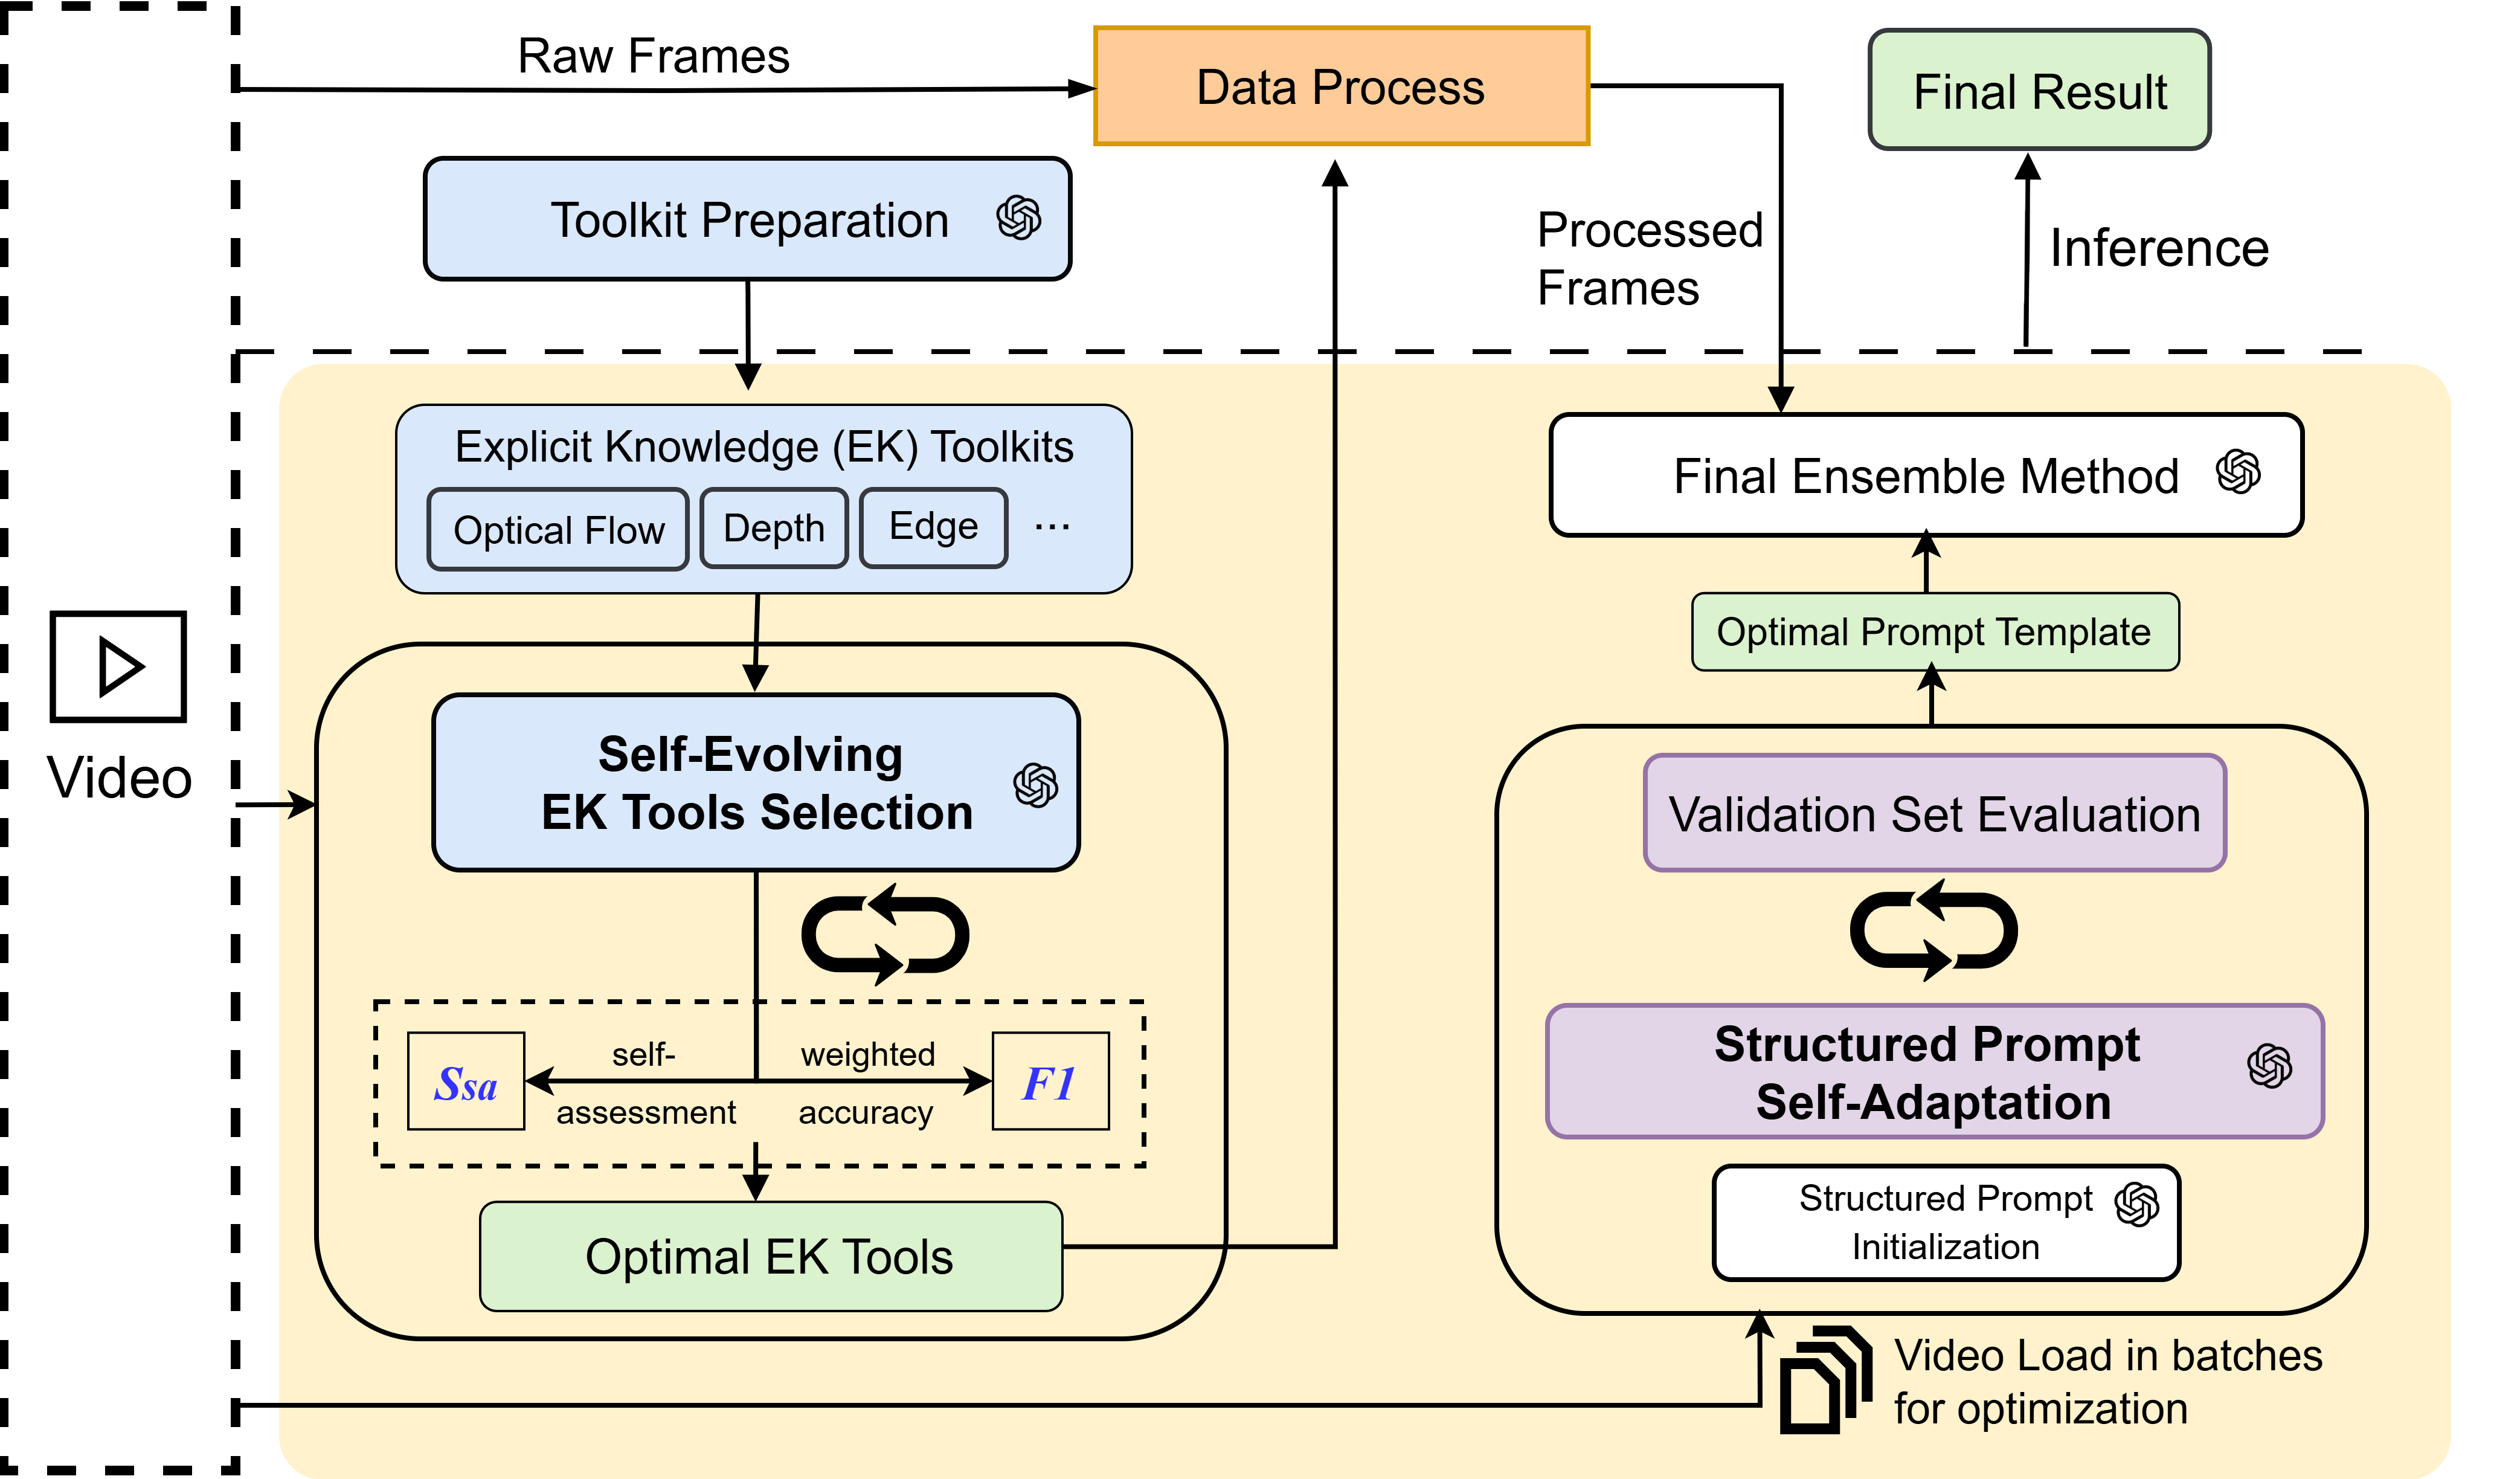 Raw Frames
Data Process
Final Result
Toolkit Preparation
Processed
Frames
Inference
Explicit Knowledge (EK) Toolkits
Optical Flow
Depth
Edge
...
Final Ensemble Method
Optimal Prompt Template
Video
Self-Evolving
EK Tools Selection
Validation Set Evaluation
Ssa
self-
assessment
weighted
accuracy
F1
Structured Prompt
Self-Adaptation
Structured Prompt
Initialization
Optimal EK Tools
Video Load in batches
for optimization